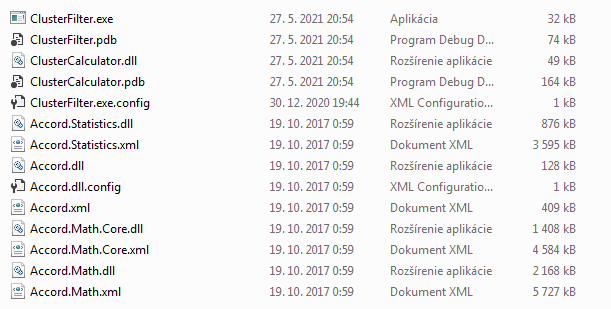 ClusterFilter.exe 27. 5. 2021 20:54 Aplikácia 32 kB
ClusterFilter.pdb 27. 5. 2021 20:54 Program Debug D... 74 kB
ClusterCalculator.dll 27. 5. 2021 20:54 Rozšírenie aplikácie 49 kB
ClusterCalculator.pdb 27. 5. 2021 20:54 Program Debug D... 164 kB
ClusterFilter.exe.config 30. 12. 2020 19:44 XML Configuratio... 1 kB
Accord.Statistics.dll 19. 10. 2017 0:59 Rozšírenie aplikácie 876 kB
Accord.Statistics.xml 19. 10. 2017 0:59 Dokument XML 3 595 kB
Accord.dll 19. 10. 2017 0:59 Rozšírenie aplikácie 128 kB
Accord.dll.config 19. 10. 2017 0:59 XML Configuratio... 1 kB
Accord.xml 19. 10. 2017 0:59 Dokument XML 409 kB
Accord.Math.Core.dll 19. 10. 2017 0:59 Rozšírenie aplikácie 1 408 kB
Accord.Math.Core.xml 19. 10. 2017 0:59 Dokument XML 4 584 kB
Accord.Math.dll 19. 10. 2017 0:59 Rozšírenie aplikácie 2 168 kB
Accord.Math.xml 19. 10. 2017 0:59 Dokument XML 5 727 kB